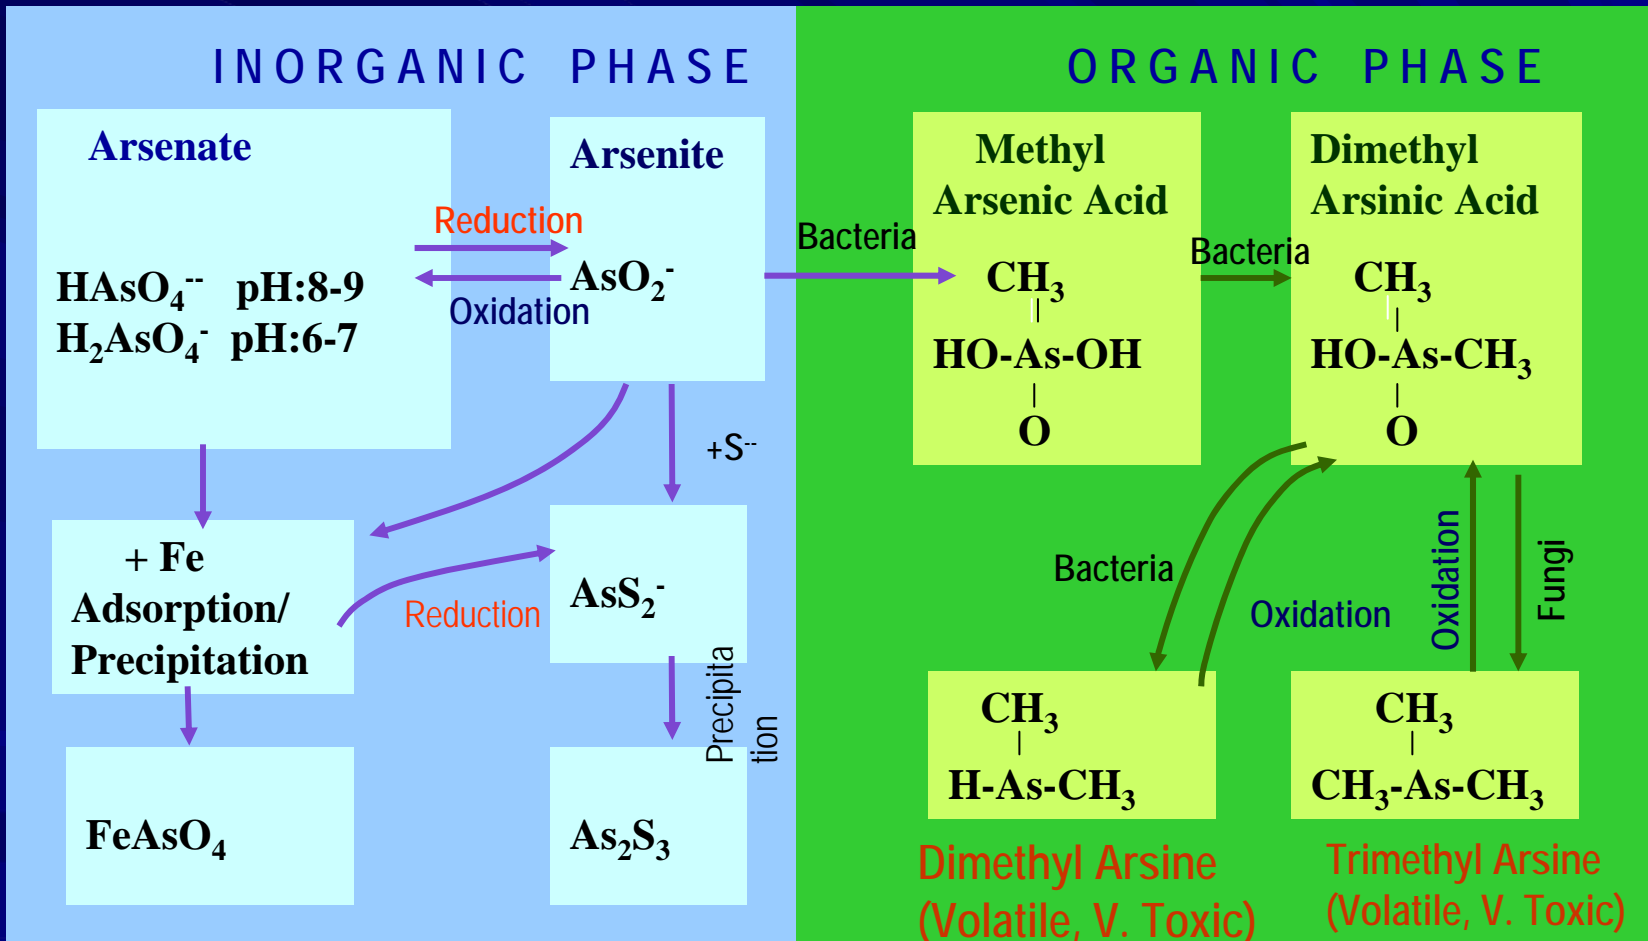 INORGANIC PHASE
ORGANIC PHASE
Arsenate
HAsO₄⁻⁻ pH:8-9
H₂AsO₄⁻ pH:6-7
Reduction
Oxidation
Arsenite
AsO₂⁻
Bacteria
Methyl
Arsenic Acid
CH₃
HO-As-OH
O
Bacteria
Dimethyl
Arsinic Acid
CH₃
HO-As-CH₃
O
+S⁻⁻
+ Fe
Adsorption/
Precipitation
Reduction
AsS₂⁻
Precipita
tion
FeAsO₄
As₂S₃
Bacteria
Oxidation
Oxidation
Fungi
CH₃
H-As-CH₃
Dimethyl Arsine
(Volatile, V. Toxic)
CH₃
CH₃-As-CH₃
Trimethyl Arsine
(Volatile, V. Toxic)